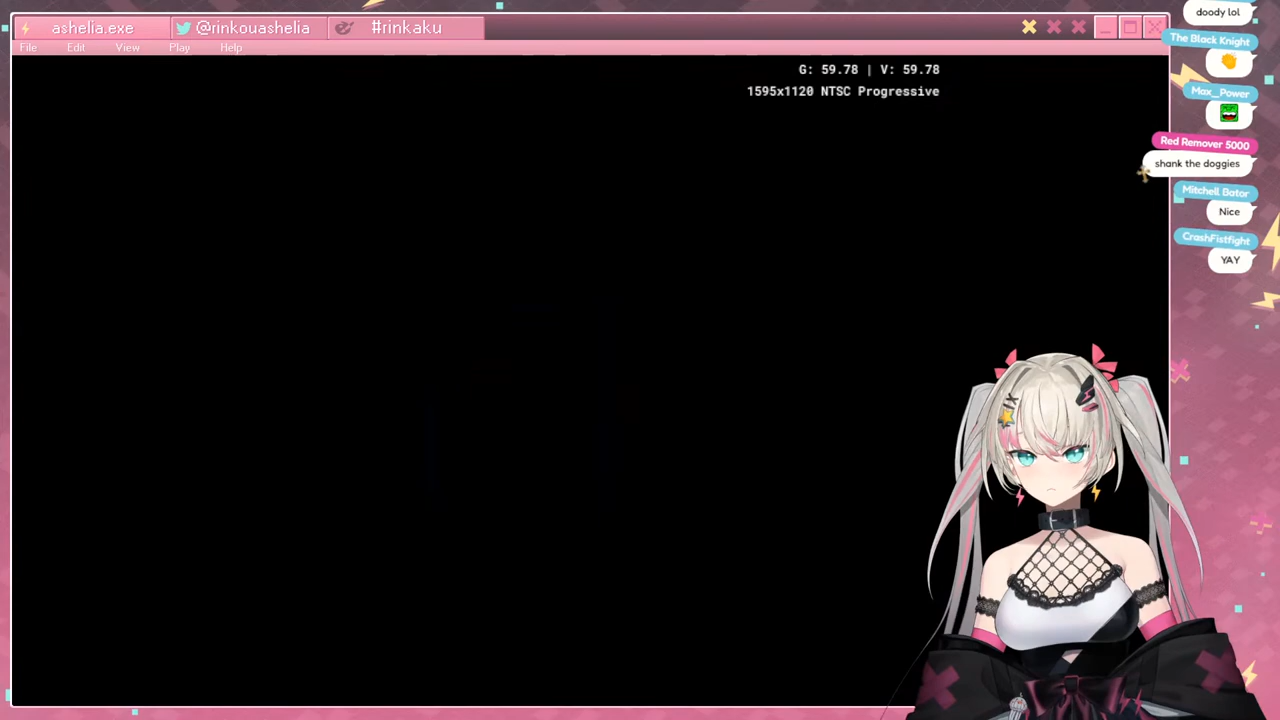 ashelia.exe
@rinkouashelia
#rinkaku
File Edit View Play Help
G: 59.78 | V: 59.78
1595x1120 NTSC Progressive
doody lol
The Black Knight
Max__Power
Red Remover 5000
shank the doggies
Mitchell Bator
Nice
CrashFistfight
YAY